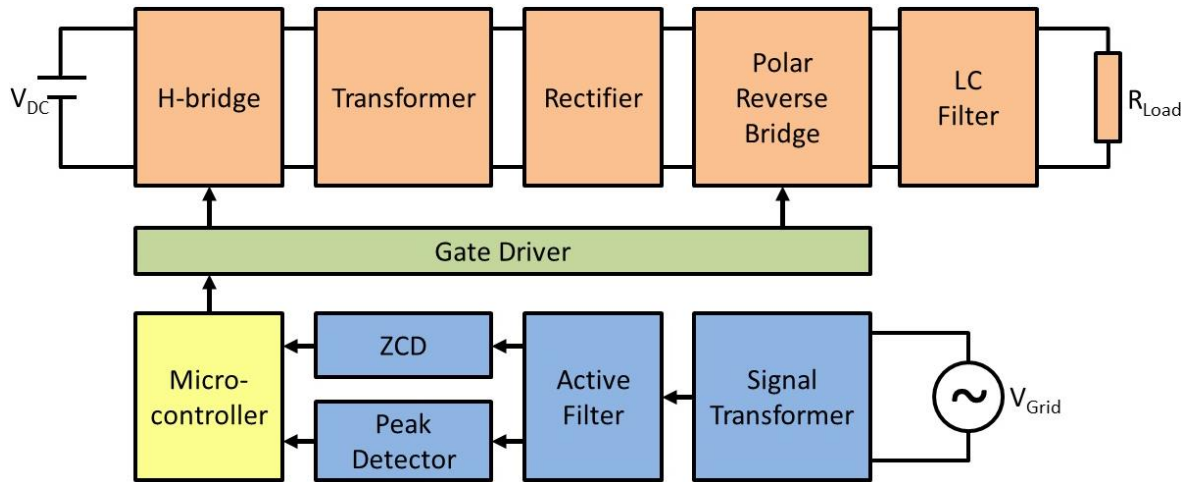 V_DC
H-bridge
Transformer
Rectifier
Polar
Reverse
Bridge
LC
Filter
R_Load
Gate Driver
Micro-
controller
ZCD
Peak
Detector
Active
Filter
Signal
Transformer
~
V_Grid